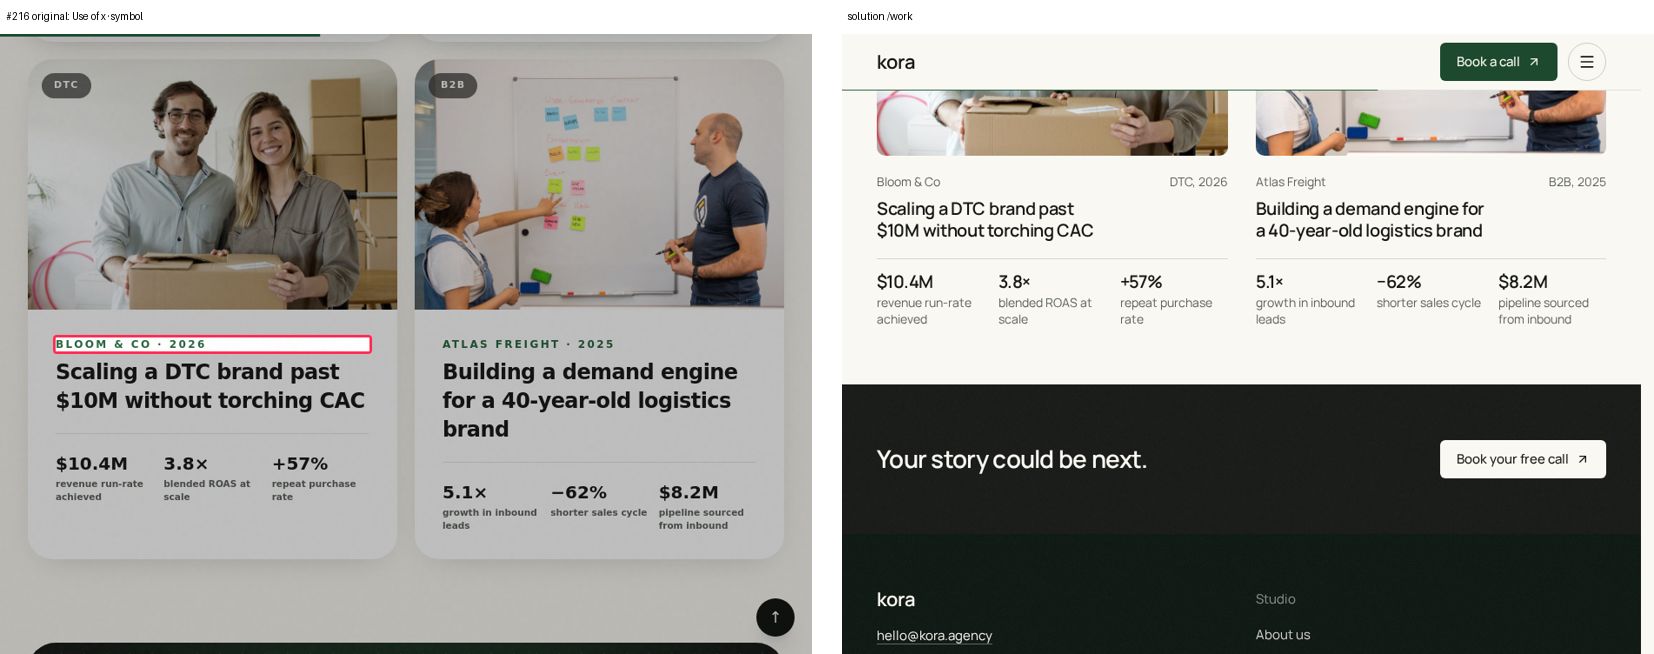 #216 original: Use of x · symbol
DTC
B2B
BLOOM & CO · 2026
Scaling a DTC brand past
$10M without torching CAC
$10.4M
revenue run-rate
achieved
3.8×
blended ROAS at
scale
+57%
repeat purchase
rate
ATLAS FREIGHT · 2025
Building a demand engine
for a 40-year-old logistics
brand
5.1×
growth in inbound
leads
−62%
shorter sales cycle
$8.2M
pipeline sourced
from inbound
↑
solution /work
kora
Book a call ↗
Bloom & Co
DTC, 2026
Scaling a DTC brand past
$10M without torching CAC
$10.4M
revenue run-rate
achieved
3.8×
blended ROAS at
scale
+57%
repeat purchase
rate
Atlas Freight
B2B, 2025
Building a demand engine for
a 40-year-old logistics brand
5.1×
growth in inbound
leads
−62%
shorter sales cycle
$8.2M
pipeline sourced
from inbound
Your story could be next.
Book your free call ↗
kora
hello@kora.agency
Studio
About us